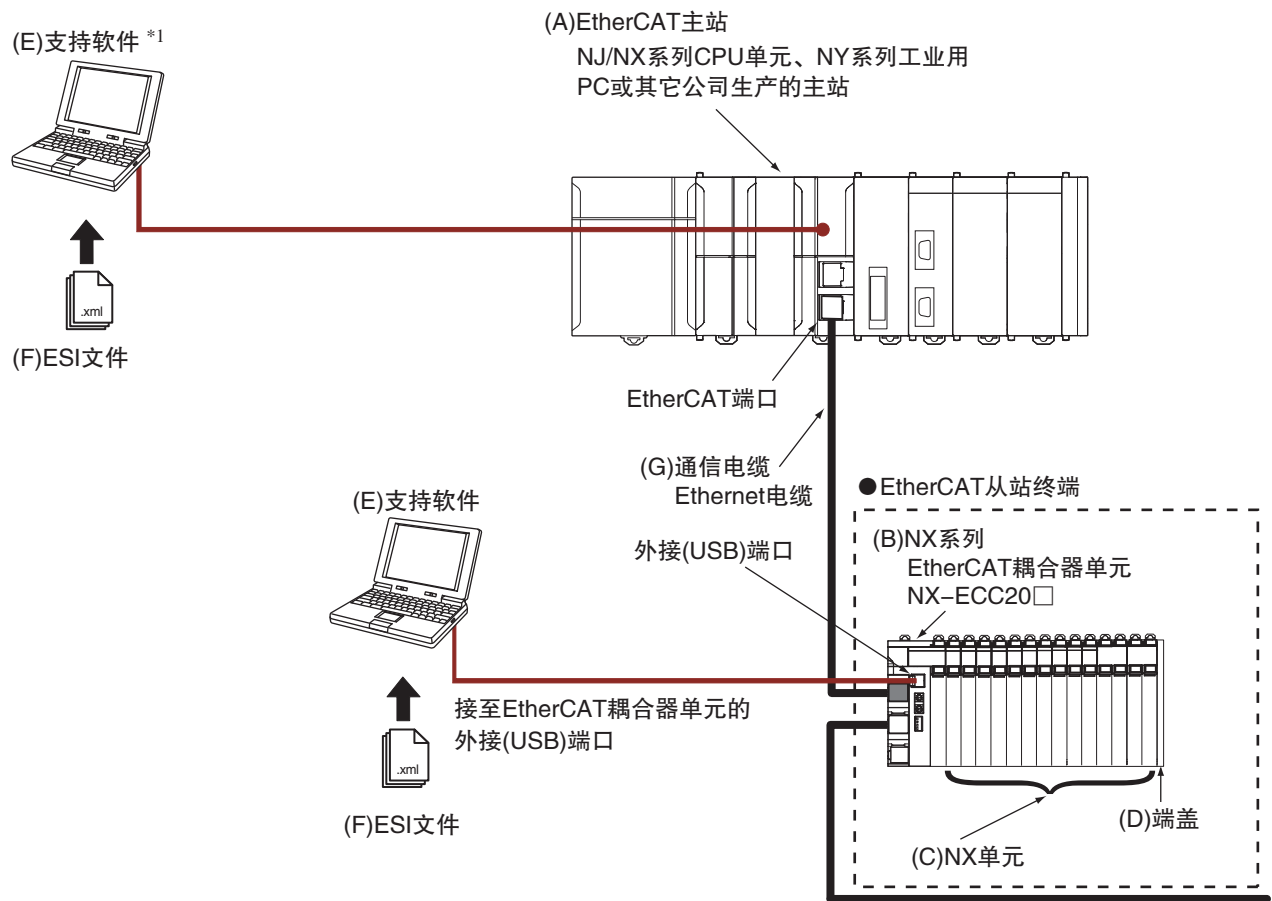 (A)EtherCAT主站
NJ/NX系列CPU单元、NY系列工业用
PC或其它公司生产的主站
(E)支持软件 *1
.xml
(F)ESI文件
EtherCAT端口
(G)通信电缆
Ethernet电缆
●EtherCAT从站终端
(E)支持软件
外接(USB)端口
(B)NX系列
EtherCAT耦合器单元
NX–ECC20□
接至EtherCAT耦合器单元的
外接(USB)端口
.xml
(F)ESI文件
(D)端盖
(C)NX单元